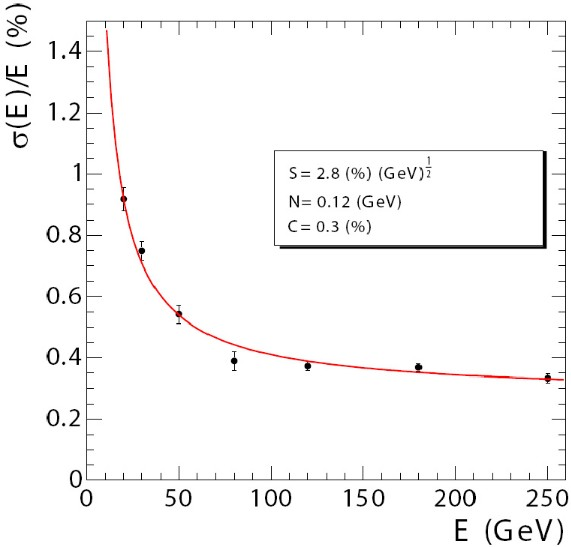 σ(E)/E (%)
1.4
1.2
1
0.8
0.6
0.4
0.2
0
S= 2.8 (%) (GeV)^1/2
N= 0.12 (GeV)
C= 0.3 (%)
0 50 100 150 200 250
E (GeV)